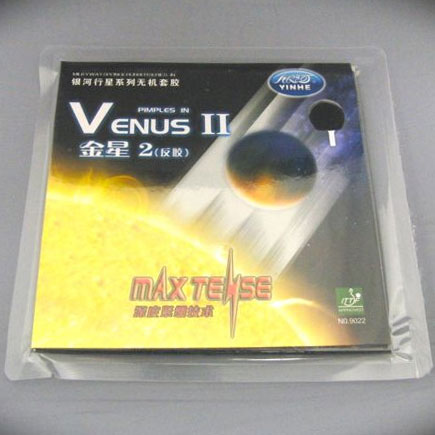 银河行星系列无机套胶
YINHE
PIMPLES IN
VENUS II
金星 2(反胶)
MAX TENSE
ITTF
NO.9022